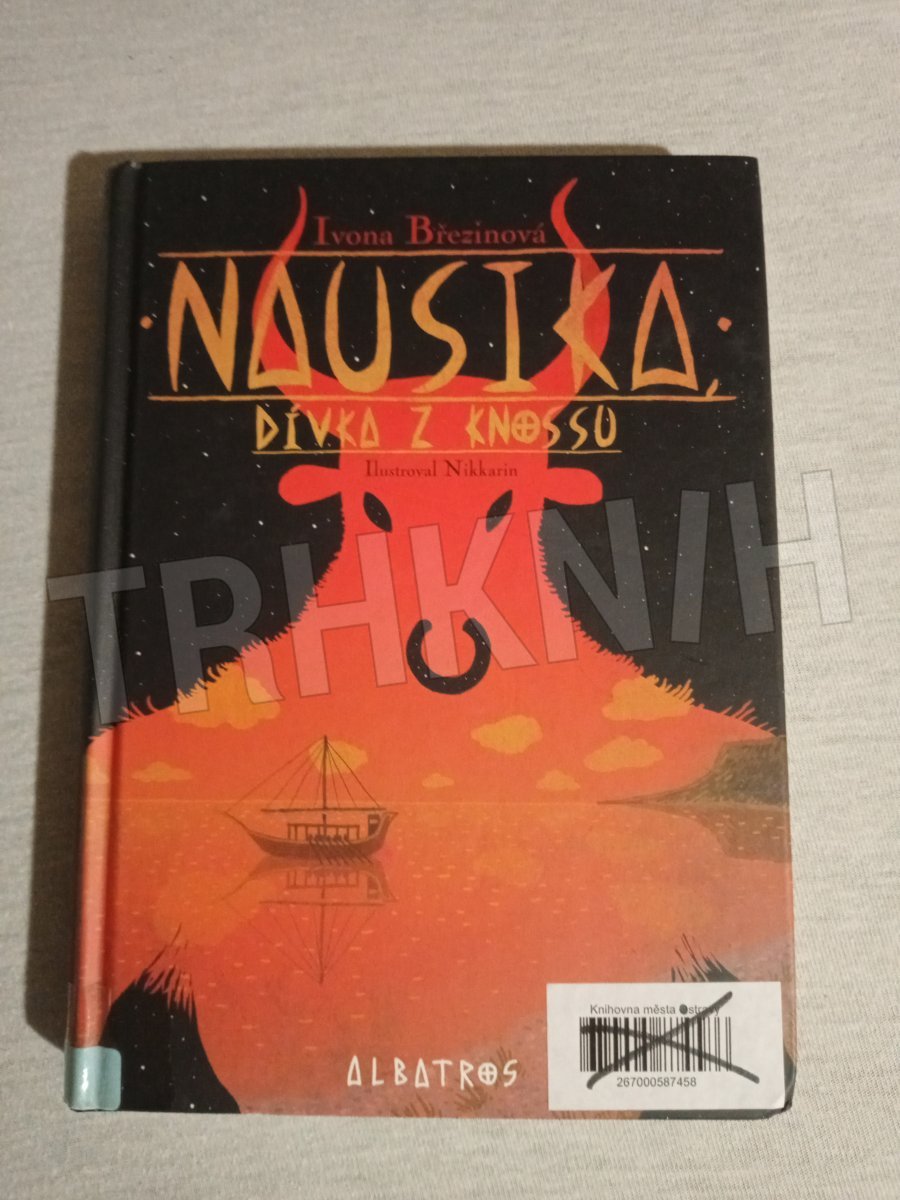 Ivona Březinová
NAUSIKA,
DÍVKA Z KNOSSU
Ilustroval Nikkarin
TRHKNIH
ALBATROS
Knihovna města Ostravy
267000587458